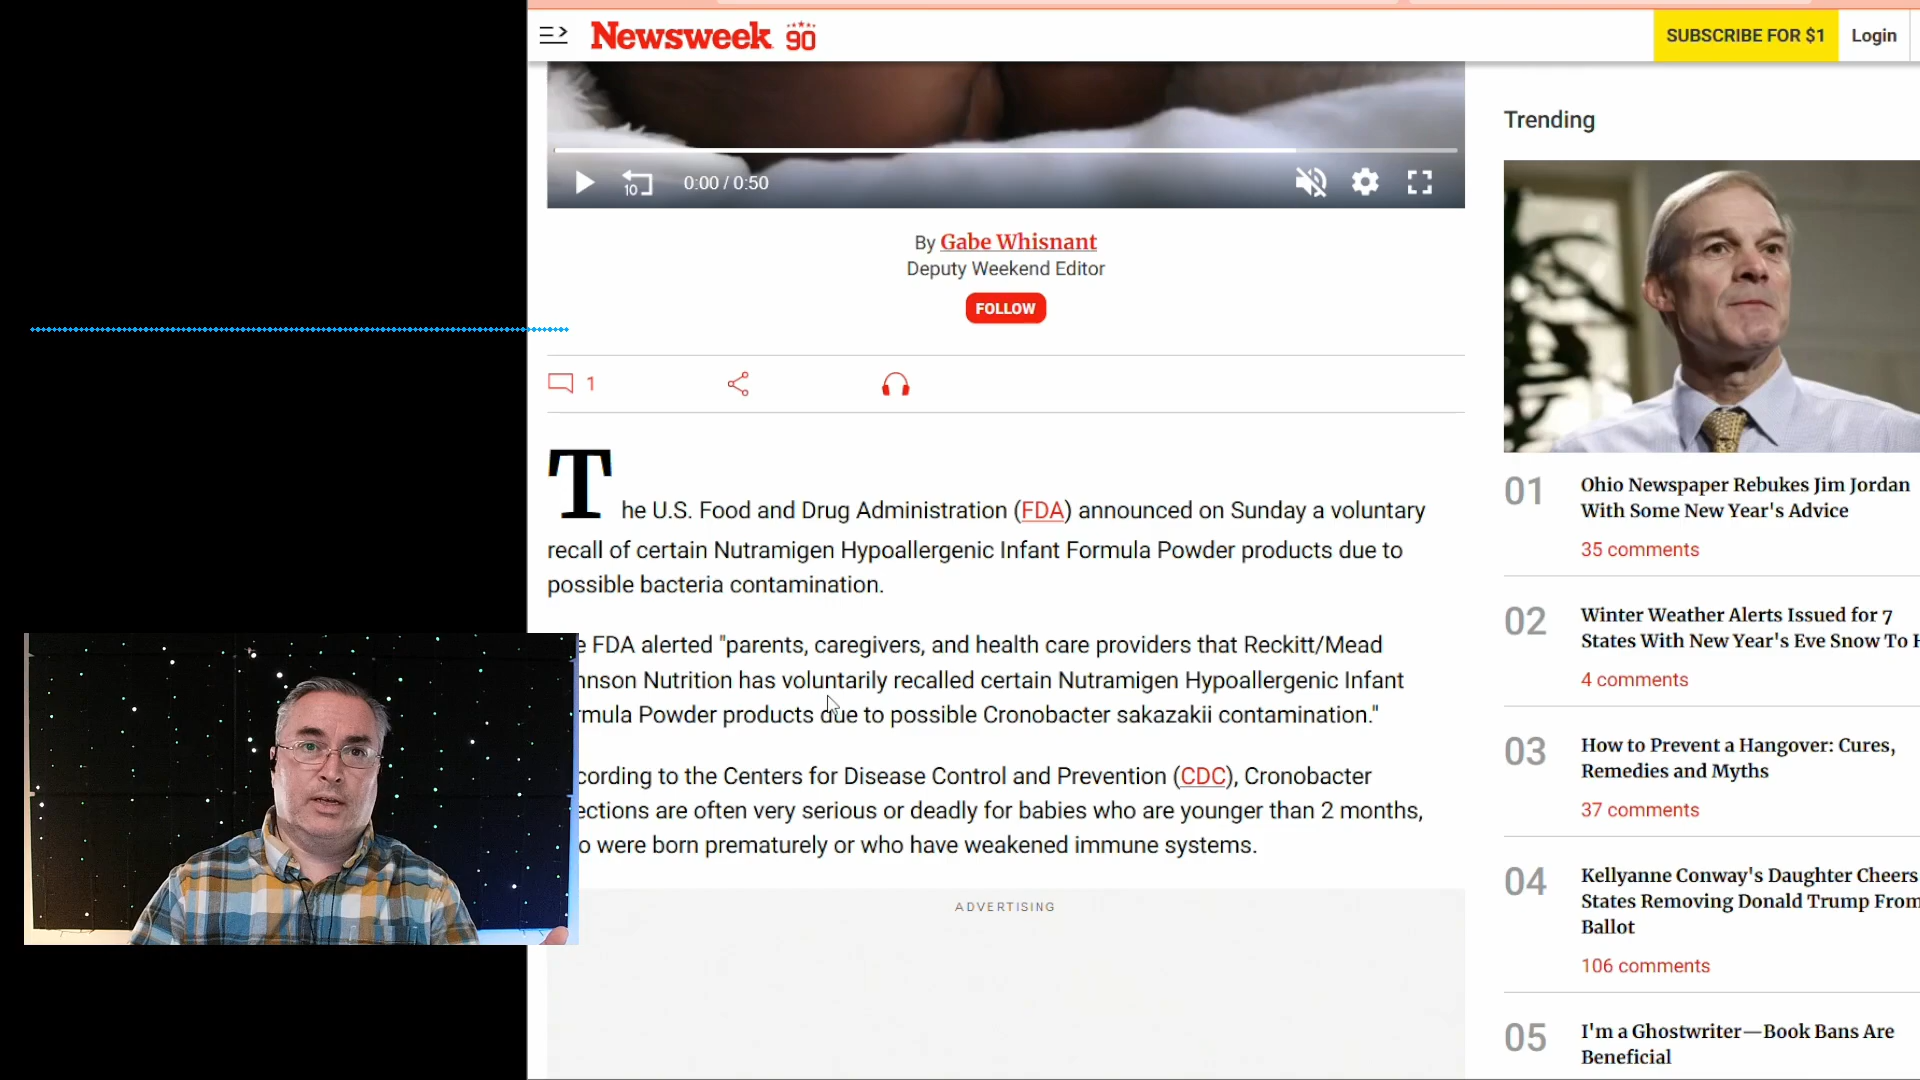 Newsweek 90
SUBSCRIBE FOR $1
Login
10
0:00 / 0:50
By Gabe Whisnant
Deputy Weekend Editor
FOLLOW
1
The U.S. Food and Drug Administration (FDA) announced on Sunday a voluntary
recall of certain Nutramigen Hypoallergenic Infant Formula Powder products due to
possible bacteria contamination.
e FDA alerted "parents, caregivers, and health care providers that Reckitt/Mead
nnson Nutrition has voluntarily recalled certain Nutramigen Hypoallergenic Infant
rmula Powder products due to possible Cronobacter sakazakii contamination."
cording to the Centers for Disease Control and Prevention (CDC), Cronobacter
ections are often very serious or deadly for babies who are younger than 2 months,
o were born prematurely or who have weakened immune systems.
ADVERTISING
Trending
01
Ohio Newspaper Rebukes Jim Jordan
With Some New Year's Advice
35 comments
02
Winter Weather Alerts Issued for 7
States With New Year's Eve Snow To
4 comments
03
How to Prevent a Hangover: Cures,
Remedies and Myths
37 comments
04
Kellyanne Conway's Daughter Cheers
States Removing Donald Trump From
Ballot
106 comments
05
I'm a Ghostwriter—Book Bans Are
Beneficial